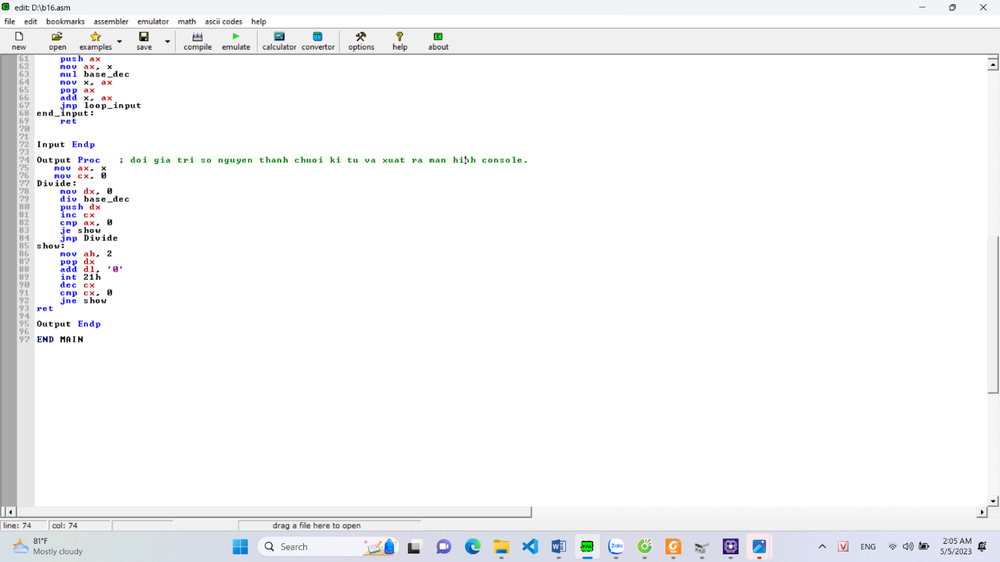 edit: D:\b16.asm
file edit bookmarks assembler emulator math ascii codes help
new open examples save compile emulate calculator convertor options help about
61 push ax
62 mov ax, x
63 mul base_dec
64 mov x, ax
65 pop ax
66 add x, ax
67 jmp loop_input
68 end_input:
69 ret
70
71
72 Input Endp
73
74 Output Proc ; doi gia tri so nguyen thanh chuoi ki tu va xuat ra man hinh console.
75 mov ax, x
76 mov cx, 0
77 Divide:
78 mov dx, 0
79 div base_dec
80 push dx
81 inc cx
82 cmp ax, 0
83 je show
84 jmp Divide
85 show:
86 mov ah, 2
87 pop dx
88 add dl, '0'
89 int 21h
90 dec cx
91 cmp cx, 0
92 jne show
93 ret
94
95 Output Endp
96
97 END MAIN
line: 74 col: 74 drag a file here to open
81°F
Mostly cloudy
Search
Zalo
PDF
V
ENG
2:05 AM
5/5/2023